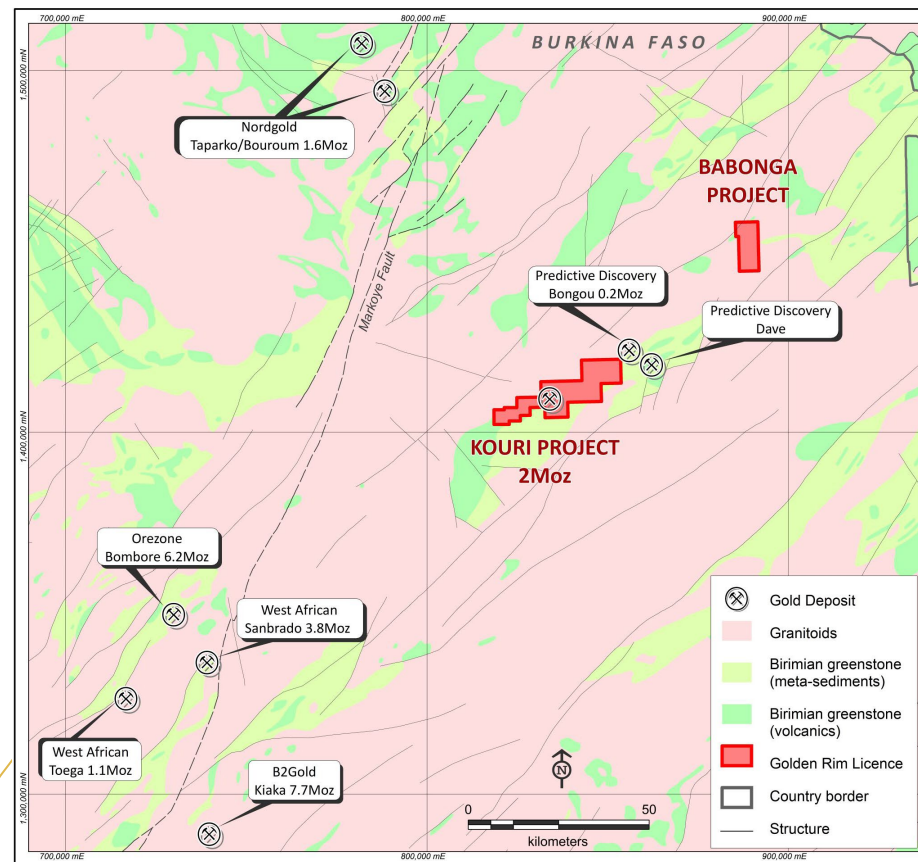 700,000 mE
800,000 mE
900,000 mE
BURKINA FASO
1,500,000 mN
Nordgold
Taparko/Bouroum 1.6Moz
BABONGA
PROJECT
Markoye Fault
Predictive Discovery
Bongou 0.2Moz
Predictive Discovery
Dave
1,400,000 mN
KOURI PROJECT
2Moz
Orezone
Bombore 6.2Moz
West African
Sanbrado 3.8Moz
West African
Toega 1.1Moz
B2Gold
Kiaka 7.7Moz
1,300,000 mN
N
0
50
kilometers
Gold Deposit
Granitoids
Birimian greenstone
(meta-sediments)
Birimian greenstone
(volcanics)
Golden Rim Licence
Country border
Structure
700,000 mE
800,000 mE
900,000 mE